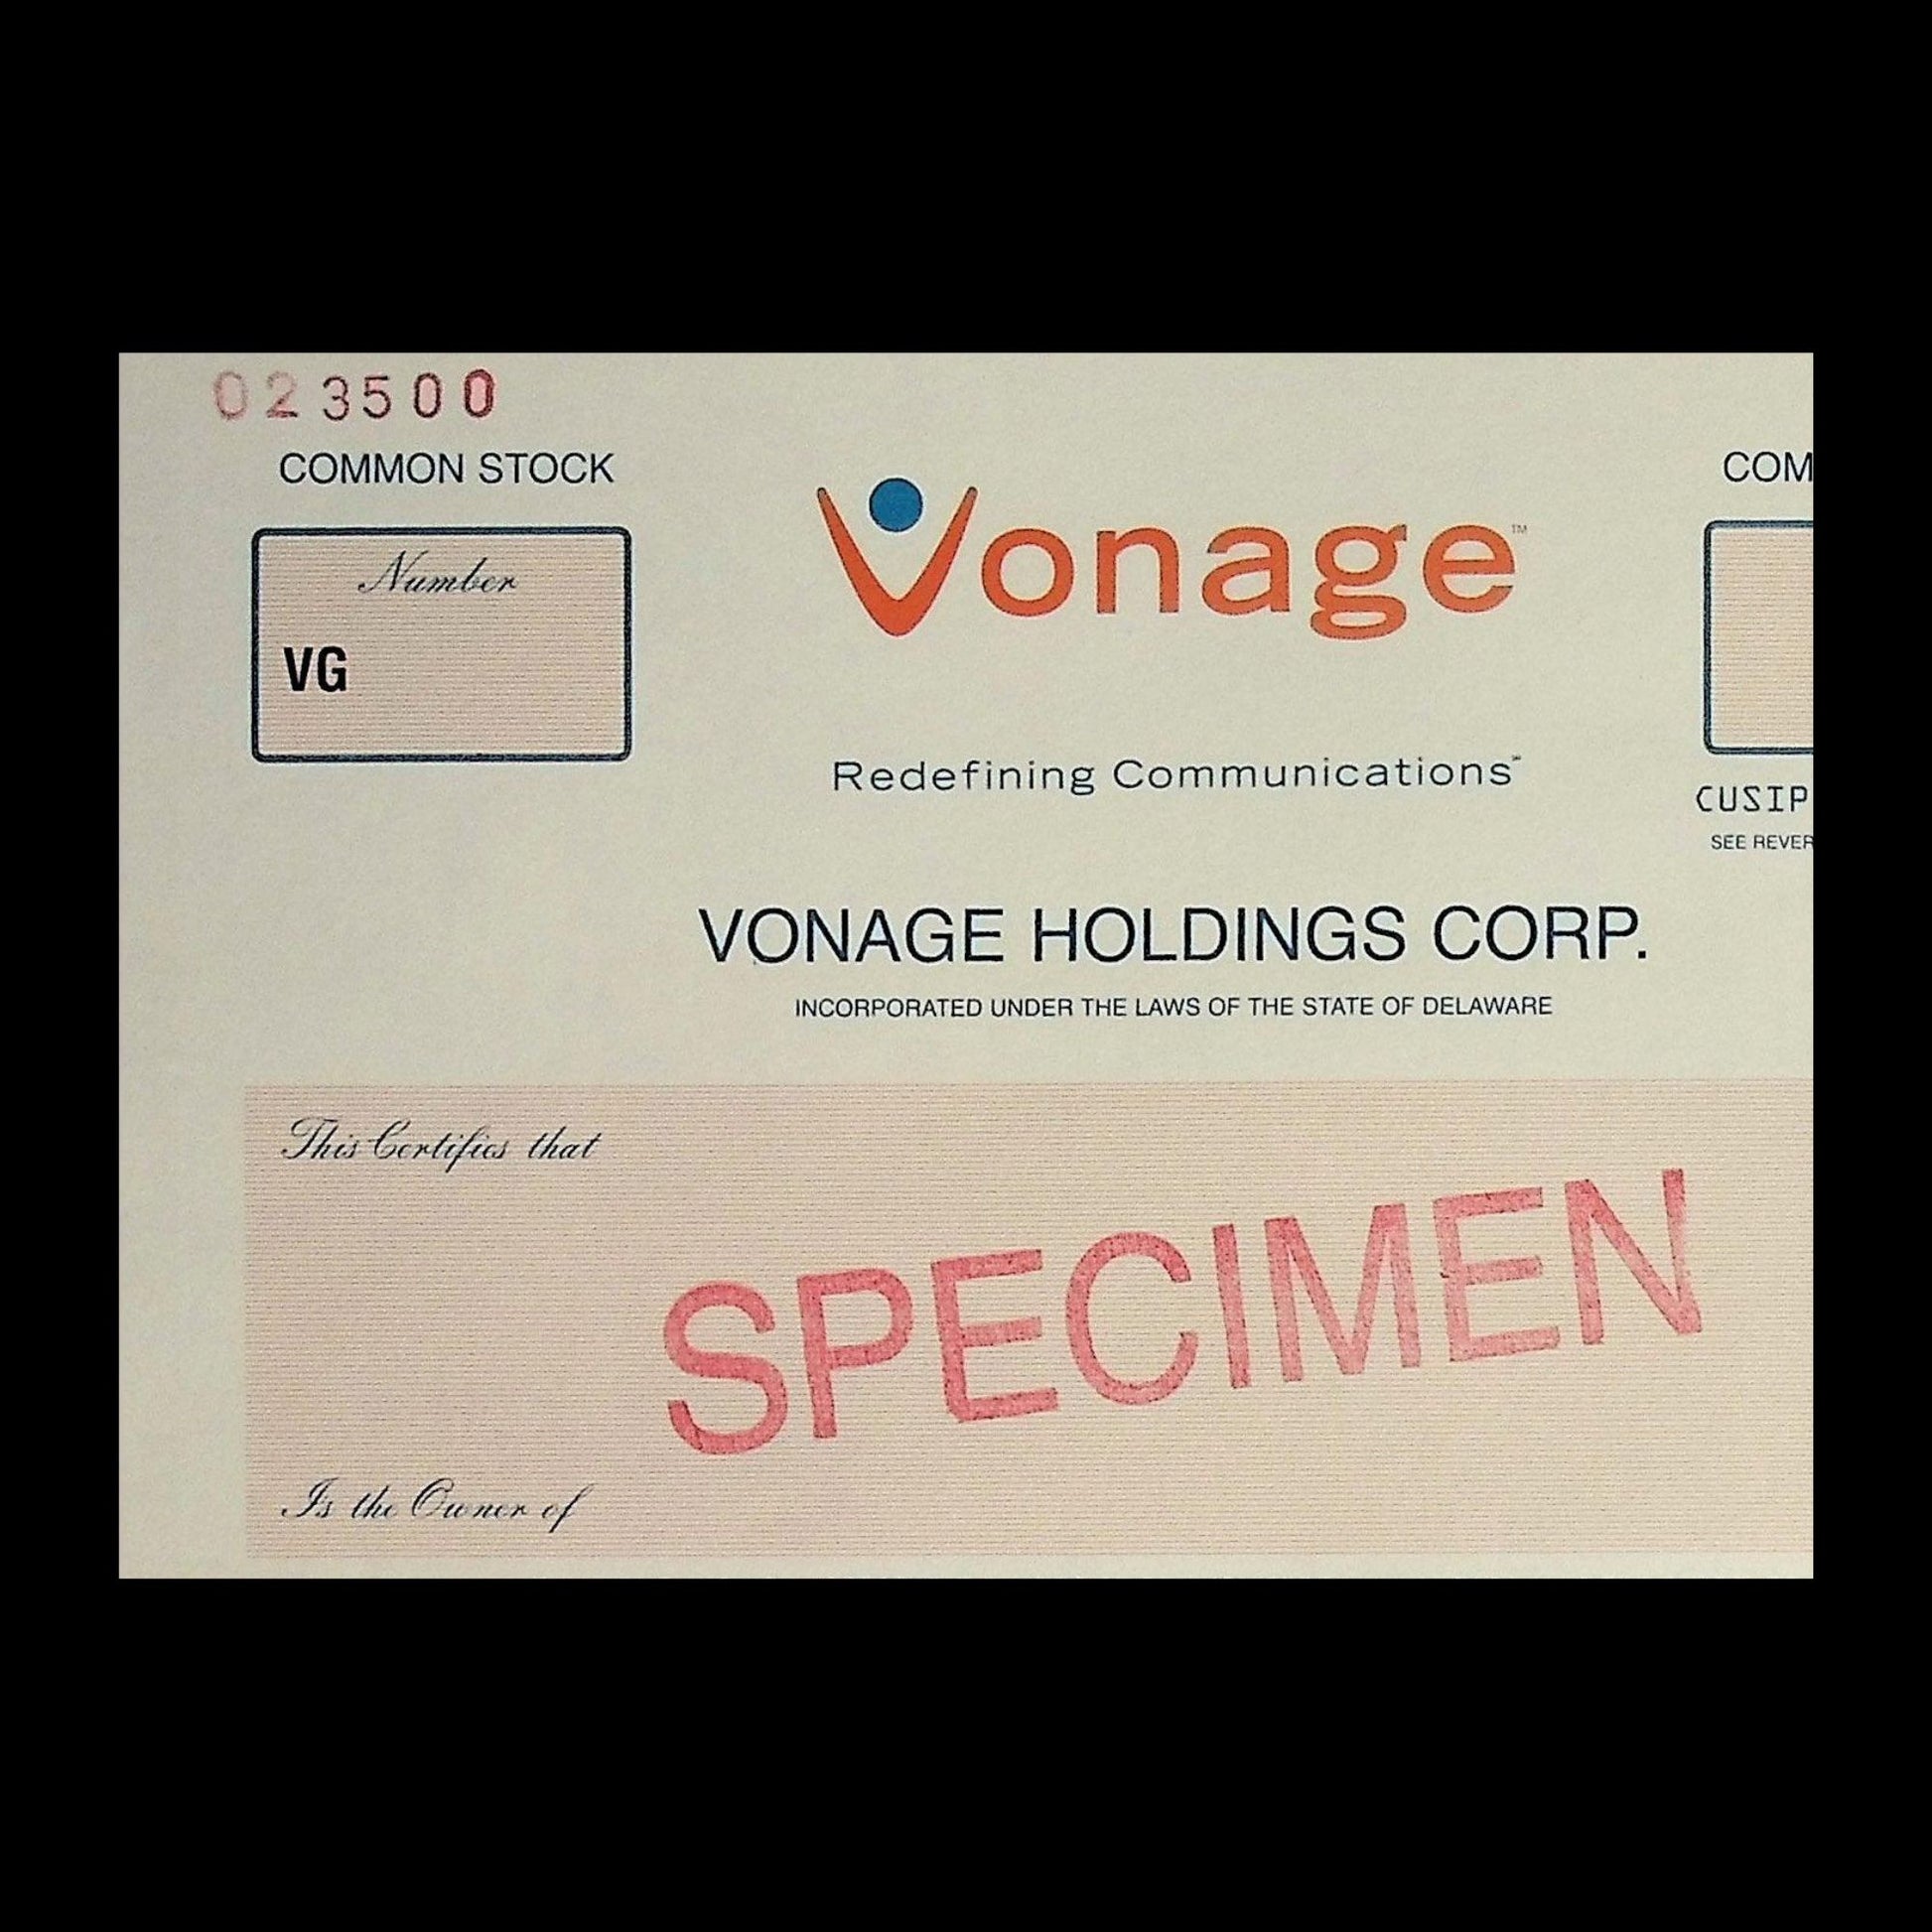 023500
COMMON STOCK
COM
Number
VG
Vonage™
Redefining Communications℠
CUSIP
SEE REVER
VONAGE HOLDINGS CORP.
INCORPORATED UNDER THE LAWS OF THE STATE OF DELAWARE
This Certifies that
SPECIMEN
Is the Owner of